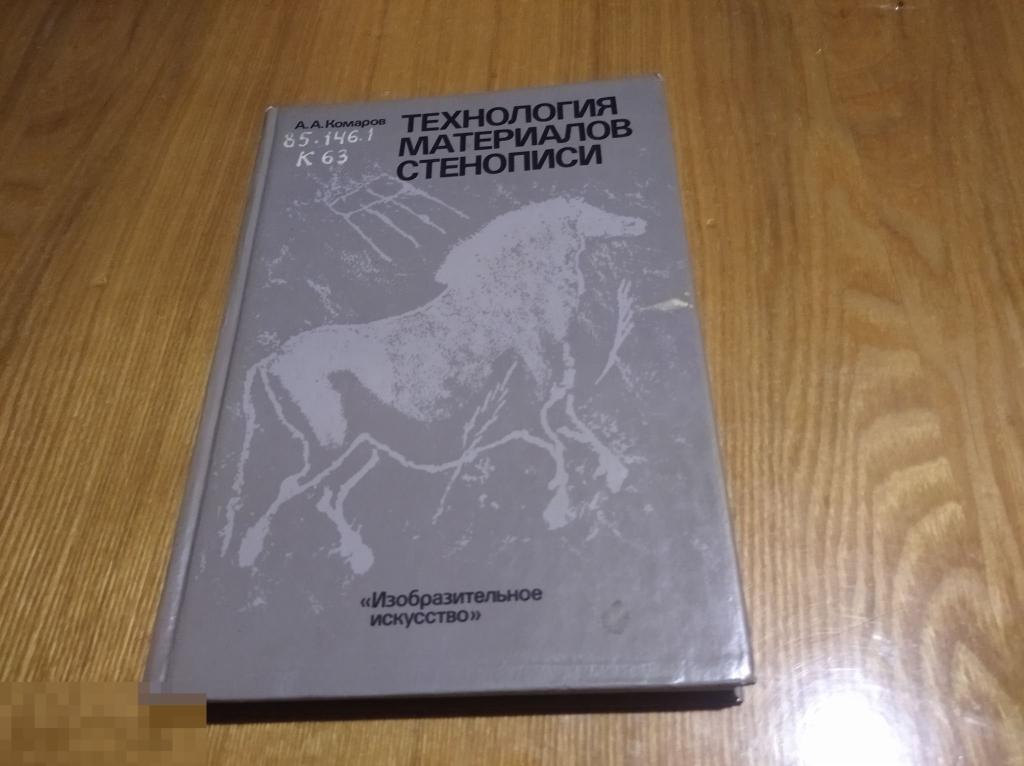 А.А.Комаров
85.146.1
К 63
ТЕХНОЛОГИЯ
МАТЕРИАЛОВ
СТЕНОПИСИ
«Изобразительное
искусство»